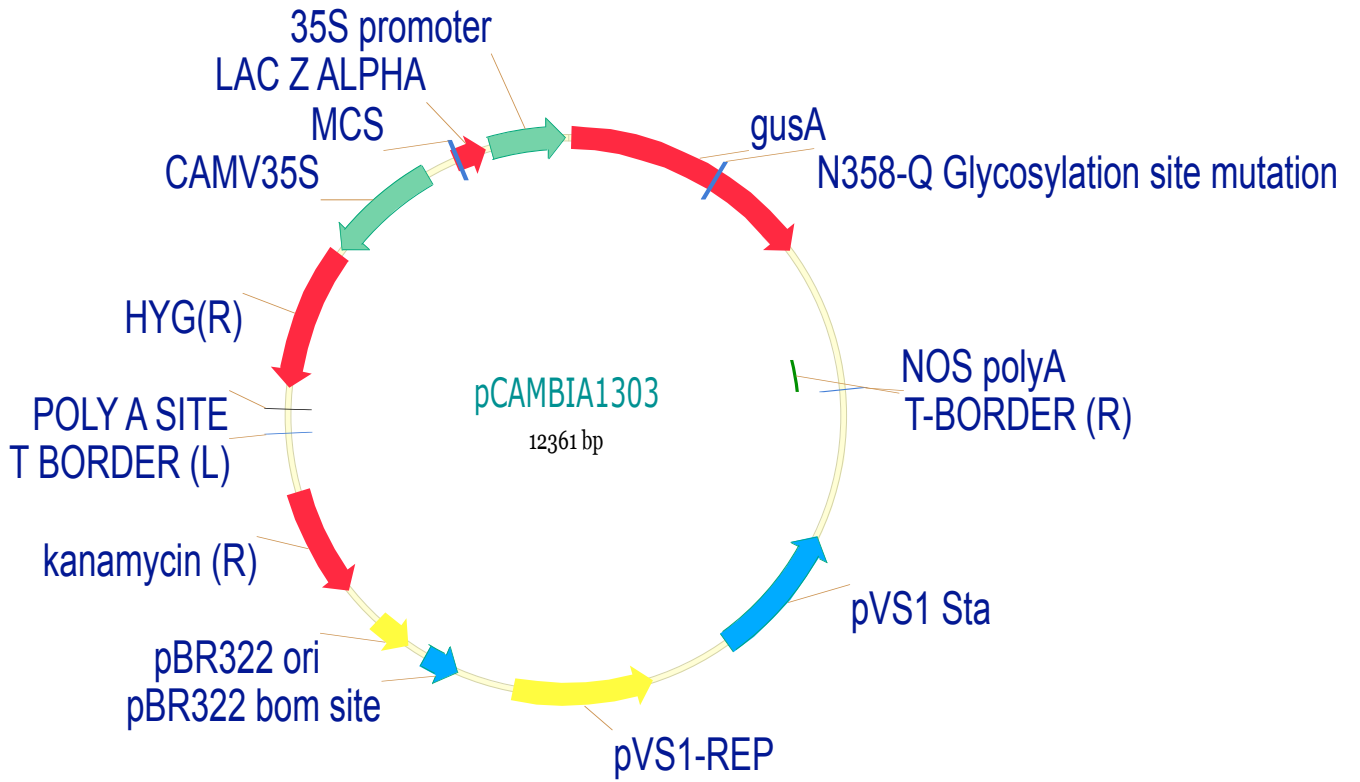 35S promoter
LAC Z ALPHA
MCS
CAMV35S
gusA
N358-Q Glycosylation site mutation
HYG(R)
POLY A SITE
T BORDER (L)
pCAMBIA1303
12361 bp
NOS polyA
T-BORDER (R)
kanamycin (R)
pVS1 Sta
pBR322 ori
pBR322 bom site
pVS1-REP